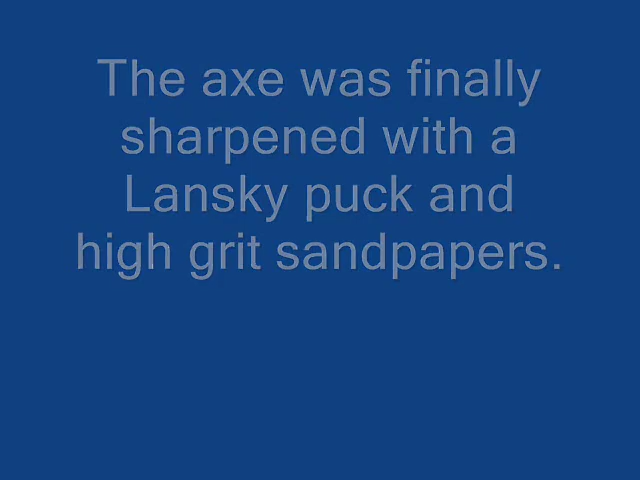 The axe was finally
sharpened with a
Lansky puck and
high grit sandpapers.